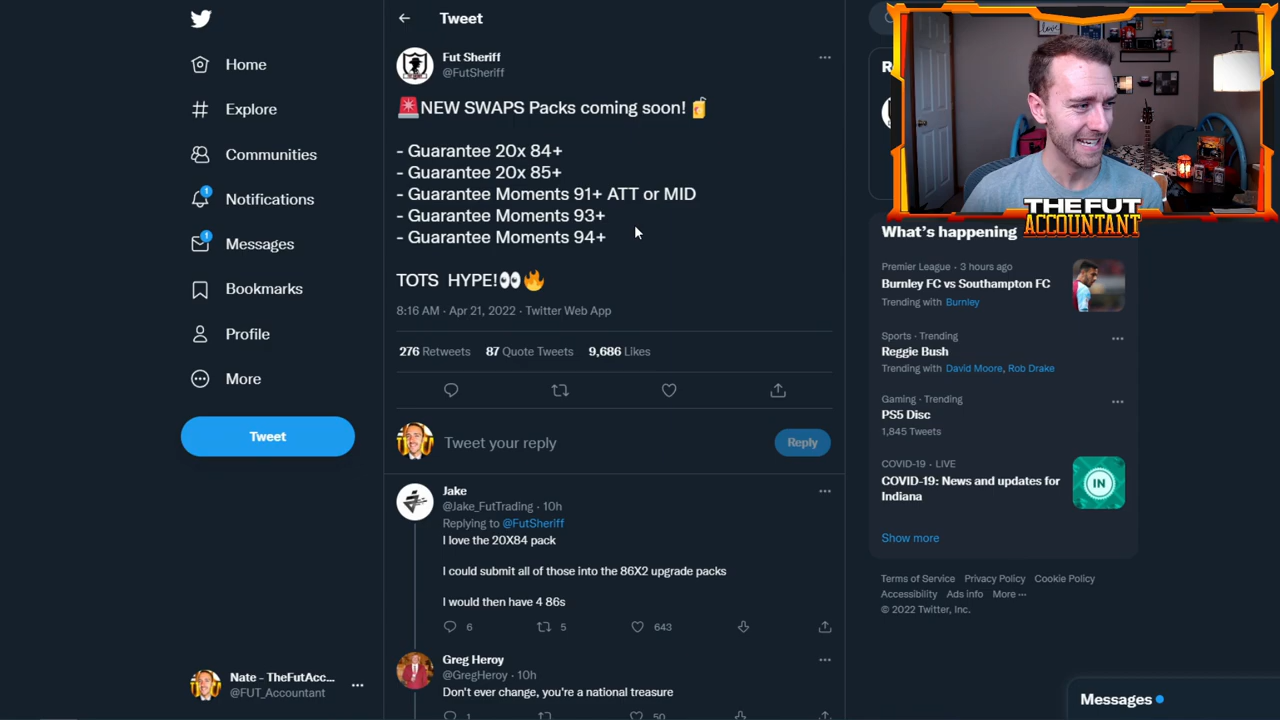 Tweet
Home
Explore
Communities
1
Notifications
1
Messages
Bookmarks
Profile
More
Tweet
Nate - TheFutAcc...
@FUT_Accountant
Fut Sheriff
@FutSheriff
🚨NEW SWAPS Packs coming soon! 🧃
- Guarantee 20x 84+
- Guarantee 20x 85+
- Guarantee Moments 91+ ATT or MID
- Guarantee Moments 93+
- Guarantee Moments 94+
TOTS HYPE!👀🔥
8:16 AM · Apr 21, 2022 · Twitter Web App
276 Retweets 87 Quote Tweets 9,686 Likes
Tweet your reply
Reply
Jake
@Jake_FutTrading · 10h
Replying to @FutSheriff
I love the 20X84 pack
I could submit all of those into the 86X2 upgrade packs
I would then have 4 86s
6 5 643
Greg Heroy
@GregHeroy · 10h
Don't ever change, you're a national treasure
1 50
THE FUT
ACCOUNTANT
What's happening
Premier League · 3 hours ago
Burnley FC vs Southampton FC
Trending with Burnley
Sports · Trending
Reggie Bush
Trending with David Moore, Rob Drake
Gaming · Trending
PS5 Disc
1,845 Tweets
COVID-19 · LIVE
COVID-19: News and updates for
Indiana
IN
Show more
Terms of Service Privacy Policy Cookie Policy
Accessibility Ads info More ···
© 2022 Twitter, Inc.
Messages